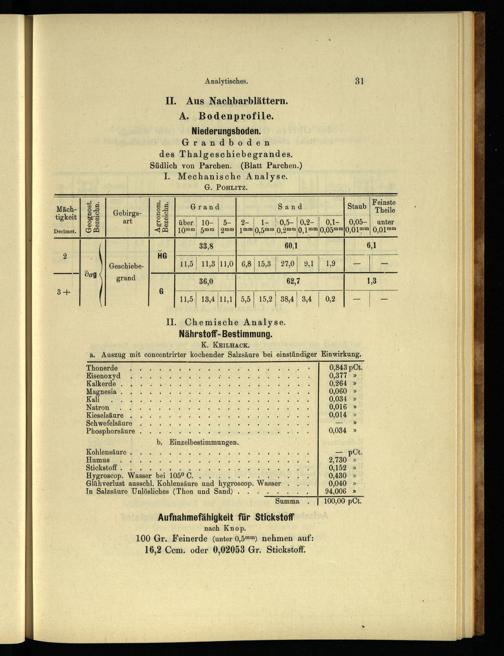 Analytisches. 31
II. Aus Nachbarblättern.
A. Bodenprofile.
Niederungsboden.
Grandboden
des Thalgeschiebegrandes.
Südlich von Parchen. (Blatt Parchen.)
I. Mechanische Analyse.
G. Pohlitz.
Mächtigkeit Decimet. | Geognost. Bezeichn. | Gebirgsart | Agronom. Bezeichn. | Grand | Sand | Staub | Feinste Theile
über 10mm | 10–5mm | 5–2mm | 2–1mm | 1–0,5mm | 0,5–0,2mm | 0,2–0,1mm | 0,1–0,05mm | 0,05–0,01mm | unter 0,01mm
2 | ∂ag | Geschiebegrand | HG | 33,8 | 60,1 | 6,1
11,5 | 11,3 | 11,0 | 6,8 | 15,3 | 27,0 | 9,1 | 1,9 | — | —
3 + | G | 36,0 | 62,7 | 1,3
11,5 | 13,4 | 11,1 | 5,5 | 15,2 | 38,4 | 3,4 | 0,2 | — | —
II. Chemische Analyse.
Nährstoff-Bestimmung.
K. Keilhack.
a. Auszug mit concentrirter kochender Salzsäure bei einstündiger Einwirkung.
Thonerde 0,843 pCt.
Eisenoxyd 0,377 »
Kalkerde 0,264 »
Magnesia 0,060 »
Kali 0,034 »
Natron 0,016 »
Kieselsäure 0,014 »
Schwefelsäure — »
Phosphorsäure 0,034 »
b. Einzelbestimmungen.
Kohlensäure — pCt.
Humus 2,730 »
Stickstoff 0,152 »
Hygroscop. Wasser bei 105º C. 0,430 »
Glühverlust ausschl. Kohlensäure und hygroscop. Wasser 0,040 »
In Salzsäure Unlösliches (Thon und Sand) 94,006 »
Summa 100,00 pCt.
Aufnahmefähigkeit für Stickstoff
nach Knop.
100 Gr. Feinerde (unter 0,5mm) nehmen auf:
16,2 Ccm. oder 0,02053 Gr. Stickstoff.